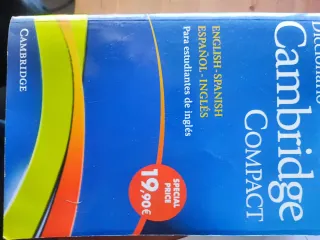 Diccionario
Cambridge
COMPACT
ENGLISH - SPANISH
ESPAÑOL - INGLÉS
Para estudiantes de inglés
SPECIAL
PRICE
19,90€
CAMBRIDGE